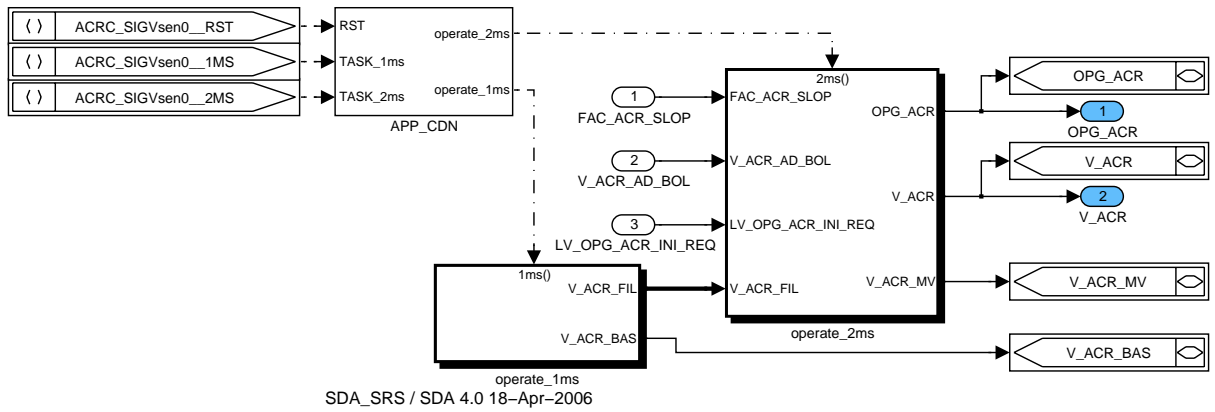 ⟨ ⟩ ACRC_SIGVsen0__RST
⟨ ⟩ ACRC_SIGVsen0__1MS
⟨ ⟩ ACRC_SIGVsen0__2MS
RST
TASK_1ms
TASK_2ms
operate_2ms
operate_1ms
APP_CDN
1
FAC_ACR_SLOP
2
V_ACR_AD_BOL
3
LV_OPG_ACR_INI_REQ
2ms()
FAC_ACR_SLOP
V_ACR_AD_BOL
LV_OPG_ACR_INI_REQ
V_ACR_FIL
OPG_ACR
V_ACR
V_ACR_MV
operate_2ms
1ms()
V_ACR_FIL
V_ACR_BAS
operate_1ms
OPG_ACR
1
OPG_ACR
V_ACR
2
V_ACR
V_ACR_MV
V_ACR_BAS
SDA_SRS / SDA 4.0 18−Apr−2006